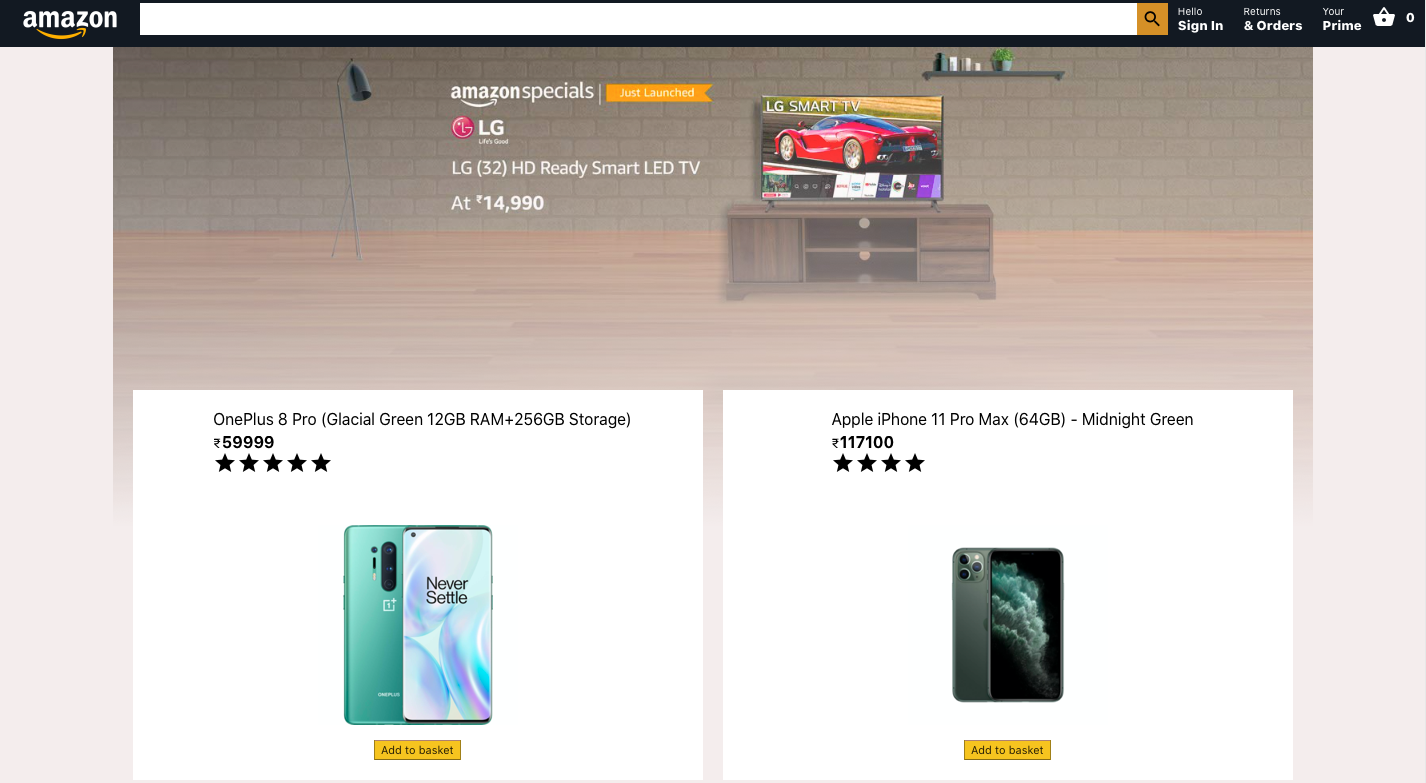 amazon
Hello
Sign In
Returns
& Orders
Your
Prime
0
amazonspecials | Just Launched
LG
Life's Good
LG (32) HD Ready Smart LED TV
At ₹14,990
LG SMART TV
OnePlus 8 Pro (Glacial Green 12GB RAM+256GB Storage)
₹59999
Never
Settle
ONEPLUS
Add to basket
Apple iPhone 11 Pro Max (64GB) - Midnight Green
₹117100
Add to basket